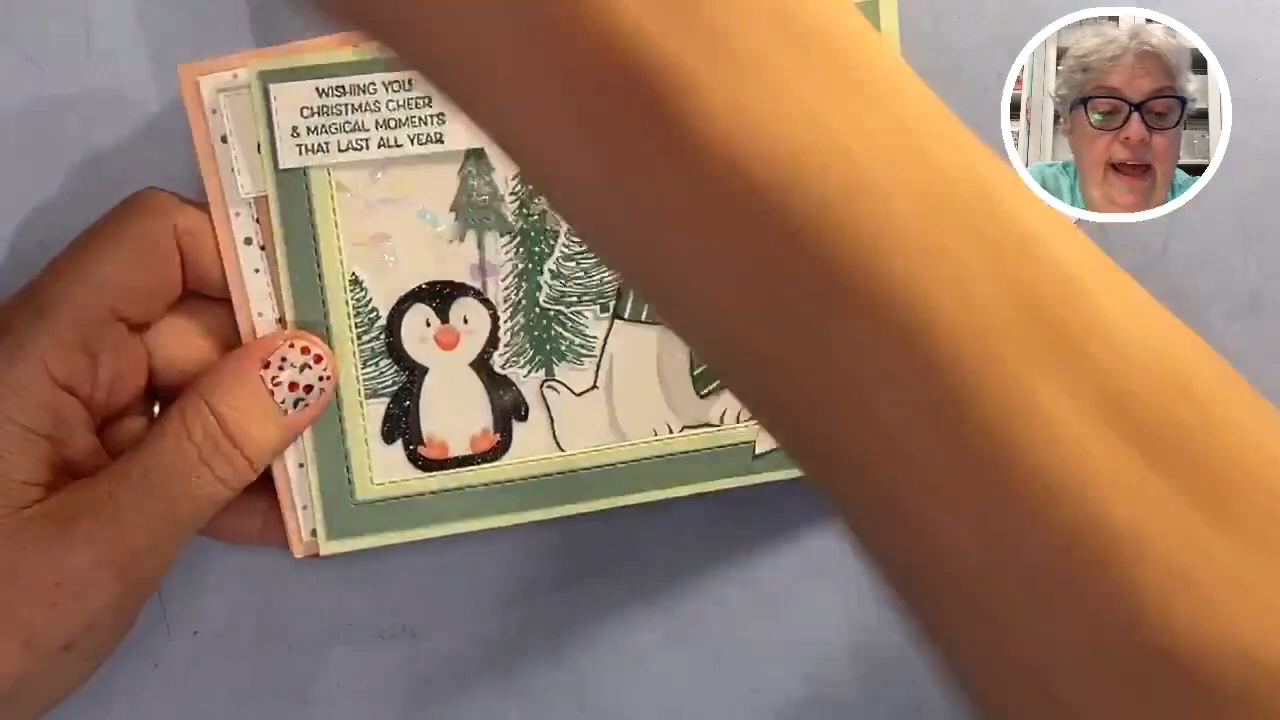 WISHING YOU
CHRISTMAS CHEER
& MAGICAL MOMENTS
THAT LAST ALL YEAR